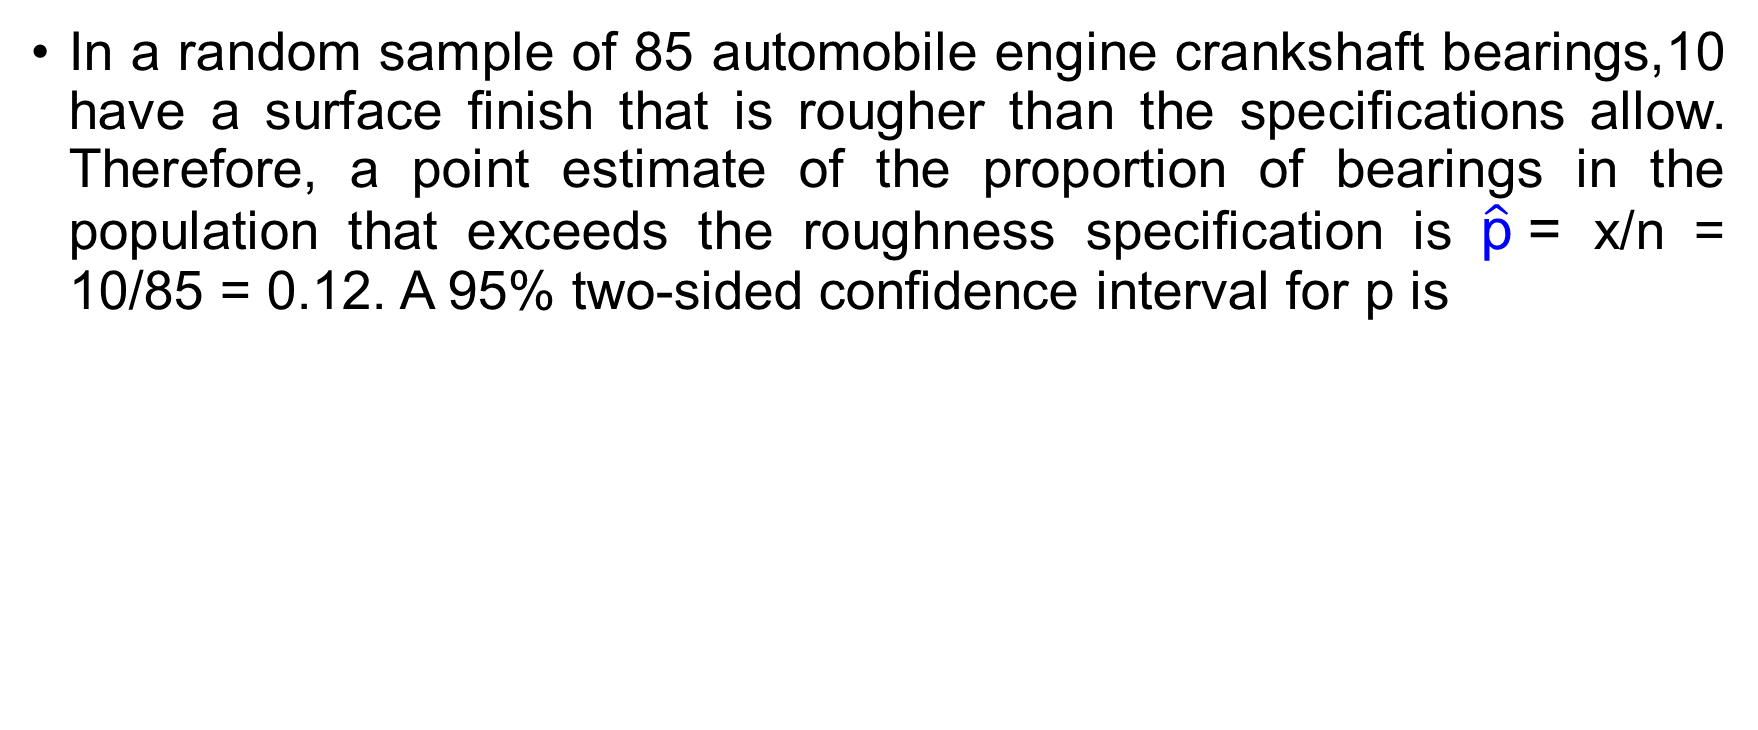 • In a random sample of 85 automobile engine crankshaft bearings,10
have a surface finish that is rougher than the specifications allow.
Therefore, a point estimate of the proportion of bearings in the
population that exceeds the roughness specification is p̂ = x/n =
10/85 = 0.12. A 95% two-sided confidence interval for p is